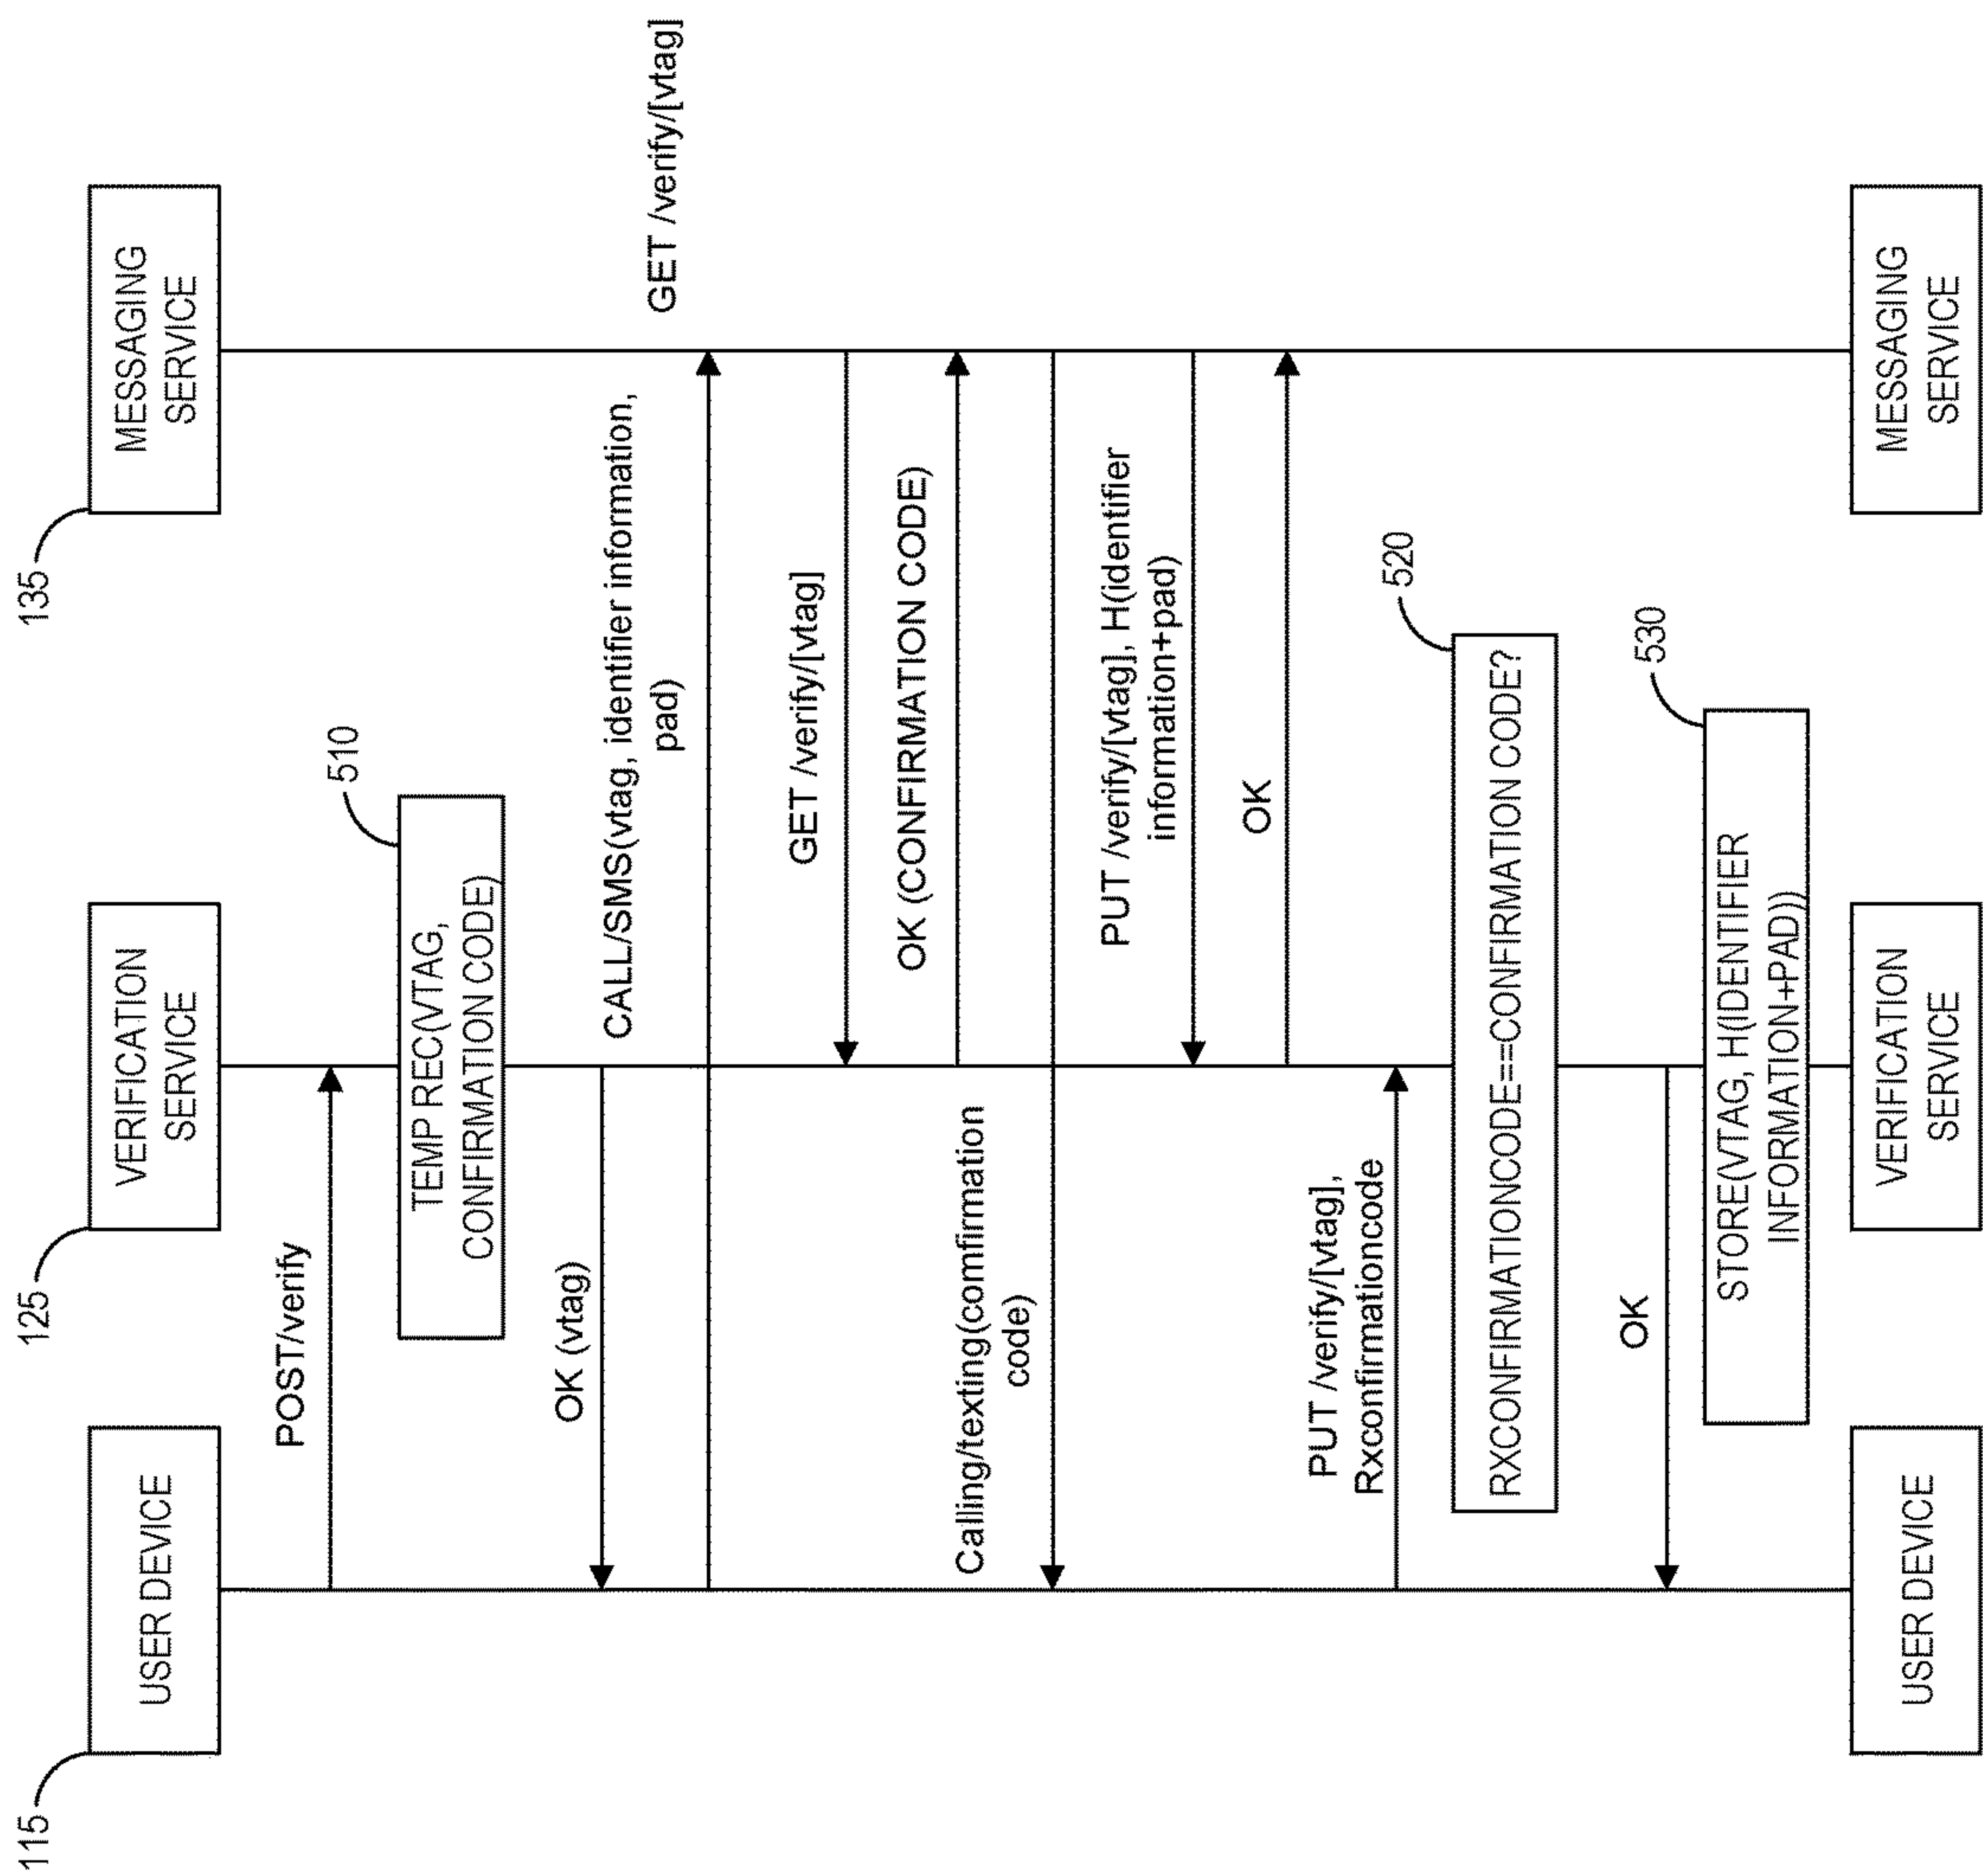 115
USER DEVICE
125
VERIFICATION
SERVICE
135
MESSAGING
SERVICE
POST/verify
510
TEMP REC(VTAG,
CONFIRMATION CODE)
OK (vtag)
CALL/SMS(vtag, identifier information,
pad)
GET /verify/[vtag]
GET /verify/[vtag]
OK (CONFIRMATION CODE)
Calling/texting(comfirmation
code)
PUT /verify/[vtag], H(identifier
information+pad)
OK
PUT /verify/[vtag],
Rxconfirmationcode
520
RXCONFIRMATIONCODE==CONFIRMATION CODE?
OK
530
STORE(VTAG, H(IDENTIFIER
INFORMATION+PAD))
USER DEVICE
VERIFICATION
SERVICE
MESSAGING
SERVICE